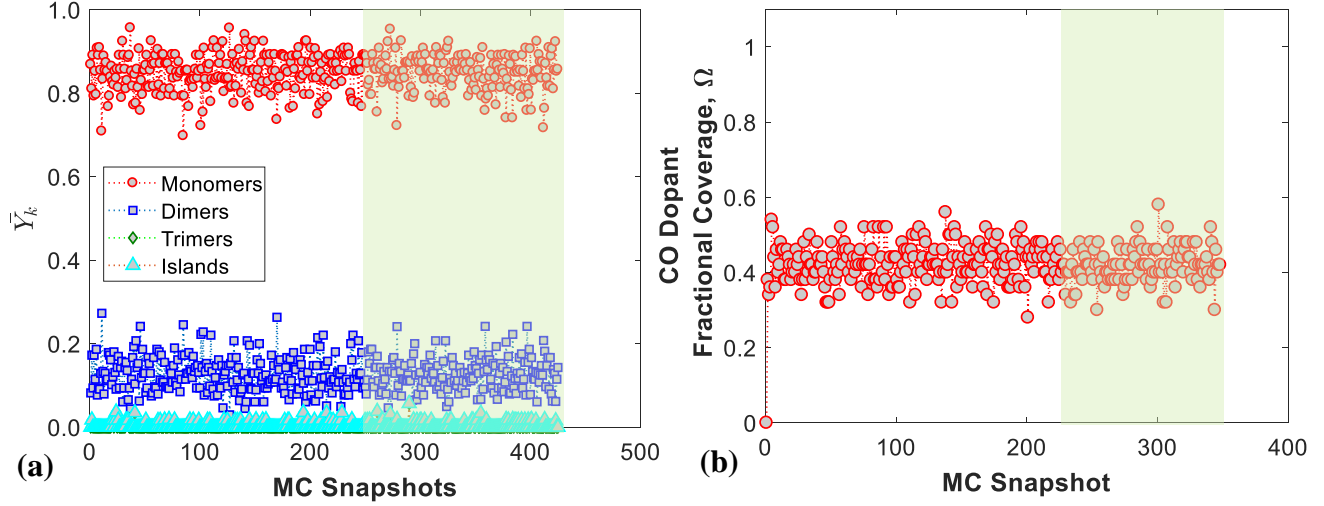 1.0
0.8
0.6
0.4
0.2
0.0
Ȳk
Monomers
Dimers
Trimers
Islands
0 100 200 300 400 500
MC Snapshots
(a)
1
0.8
0.6
0.4
0.2
0
CO Dopant
Fractional Coverage, Ω
0 100 200 300 400
MC Snapshot
(b)